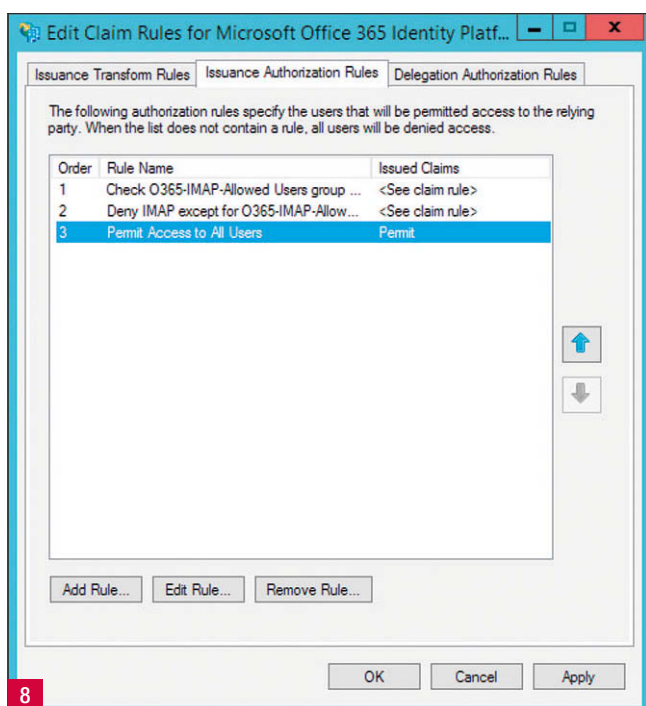 Edit Claim Rules for Microsoft Office 365 Identity Platf...
Issuance Transform Rules Issuance Authorization Rules Delegation Authorization Rules
The following authorization rules specify the users that will be permitted access to the relying
party. When the list does not contain a rule, all users will be denied access.
Order Rule Name Issued Claims
1 Check O365-IMAP-Allowed Users group ... <See claim rule>
2 Deny IMAP except for O365-IMAP-Allow... <See claim rule>
3 Permit Access to All Users Permit
Add Rule... Edit Rule... Remove Rule...
OK Cancel Apply
8